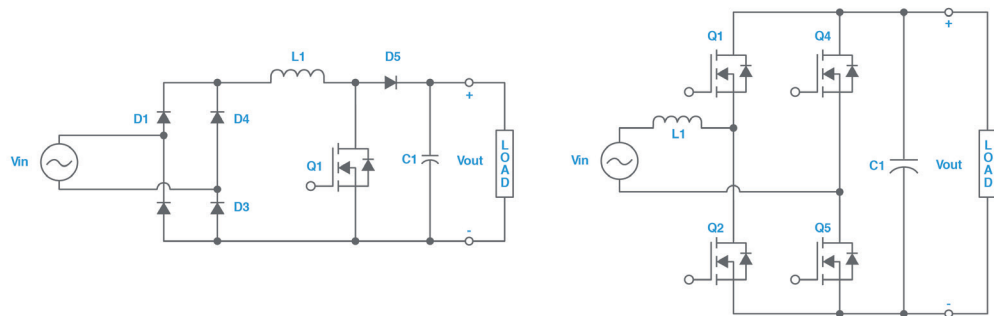 L1
D5
D1
D4
+
Vin
Q1
C1
Vout
LOAD
D3
-
Q1
Q4
+
L1
Vin
C1
Vout
LOAD
Q2
Q5
-